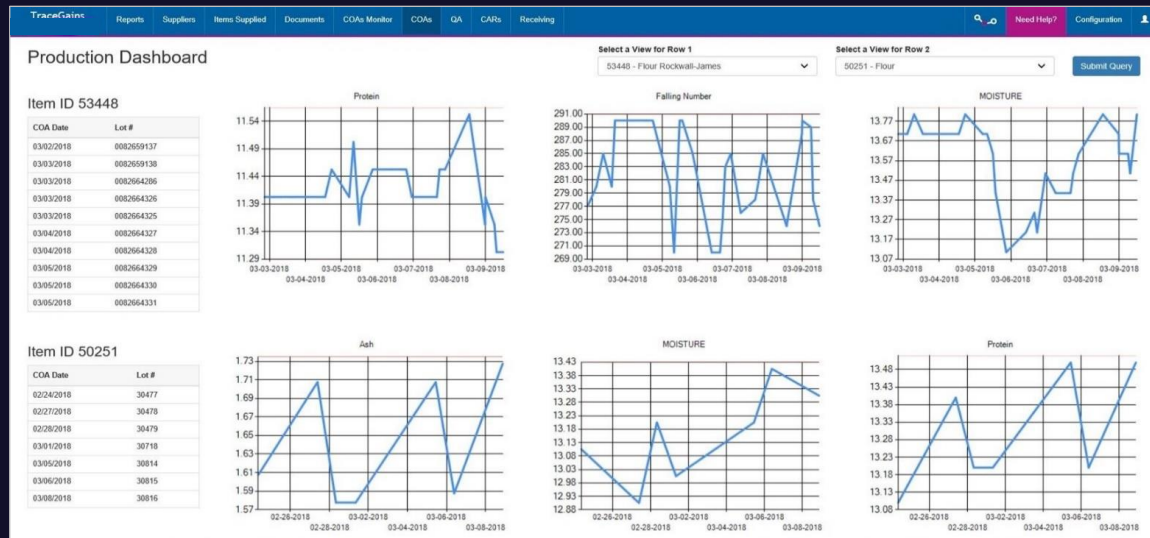 TraceGains Reports Suppliers Items Supplied Documents COAs Monitor COAs QA CARs Receiving Need Help? Configuration
Production Dashboard
Select a View for Row 1
53448 - Flour Rockwall-James
Select a View for Row 2
50251 - Flour
Submit Query
Item ID 53448
COA Date Lot #
03/02/2018 0082659137
03/03/2018 0082659138
03/03/2018 0082664286
03/03/2018 0082664326
03/03/2018 0082664325
03/04/2018 0082664327
03/04/2018 0082664328
03/05/2018 0082664329
03/05/2018 0082664330
03/05/2018 0082664331
Protein
11.54
11.49
11.44
11.39
11.34
11.29
03-03-2018 03-05-2018 03-07-2018 03-09-2018
03-04-2018 03-06-2018 03-08-2018
Falling Number
291.00
289.00
287.00
285.00
283.00
281.00
279.00
277.00
275.00
273.00
271.00
269.00
03-03-2018 03-05-2018 03-07-2018 03-09-2018
03-04-2018 03-06-2018 03-08-2018
MOISTURE
13.77
13.67
13.57
13.47
13.37
13.27
13.17
13.07
03-03-2018 03-05-2018 03-07-2018 03-09-2018
03-04-2018 03-06-2018 03-08-2018
Item ID 50251
COA Date Lot #
02/24/2018 30477
02/27/2018 30478
02/28/2018 30479
03/01/2018 30718
03/05/2018 30814
03/06/2018 30815
03/08/2018 30816
Ash
1.73
1.71
1.69
1.67
1.65
1.63
1.61
1.59
1.57
02-26-2018 03-02-2018 03-06-2018
02-28-2018 03-04-2018 03-08-2018
MOISTURE
13.43
13.38
13.33
13.28
13.23
13.18
13.13
13.08
13.03
12.98
12.93
12.88
02-26-2018 03-02-2018 03-06-2018
02-28-2018 03-04-2018 03-08-2018
Protein
13.48
13.43
13.38
13.33
13.28
13.23
13.18
13.13
13.08
02-26-2018 03-02-2018 03-06-2018
02-28-2018 03-04-2018 03-08-2018